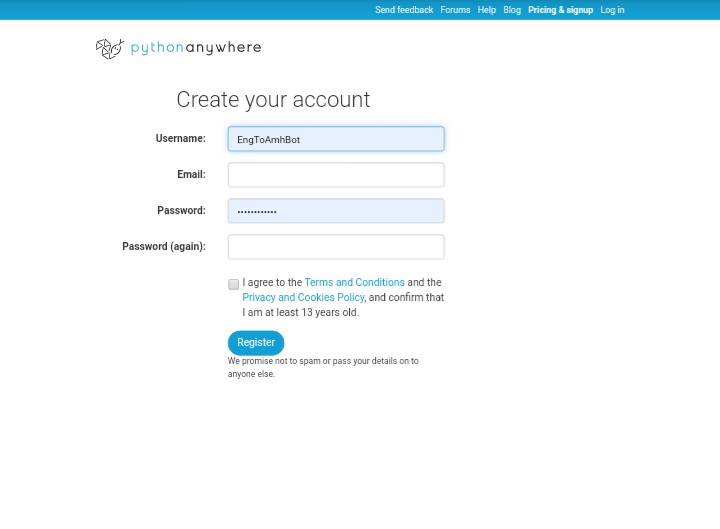 Send feedback Forums Help Blog Pricing & signup Log in
pythonanywhere
Create your account
Username: EngToAmhBot
Email:
Password: ••••••••••••
Password (again):
I agree to the Terms and Conditions and the
Privacy and Cookies Policy, and confirm that
I am at least 13 years old.
Register
We promise not to spam or pass your details on to
anyone else.